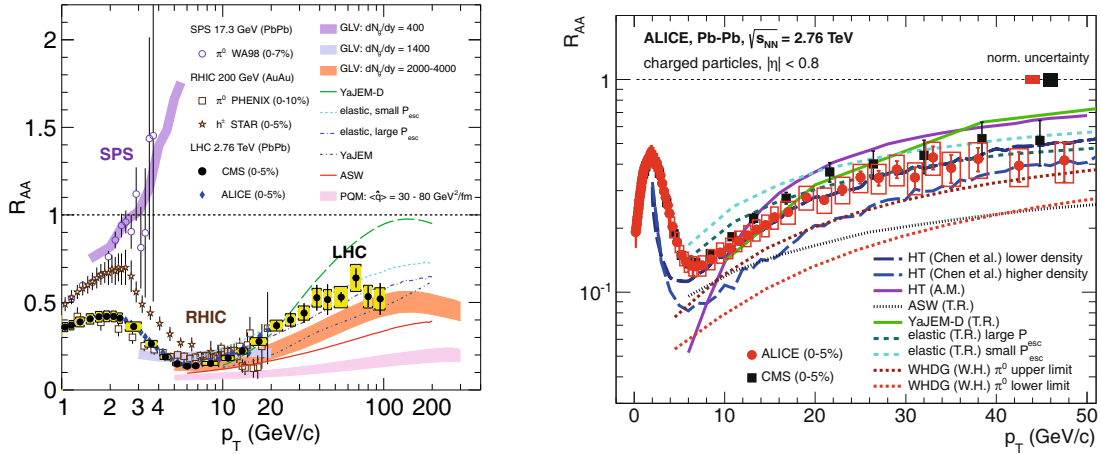 SPS 17.3 GeV (PbPb)
π⁰ WA98 (0-7%)
RHIC 200 GeV (AuAu)
π⁰ PHENIX (0-10%)
h± STAR (0-5%)
LHC 2.76 TeV (PbPb)
CMS (0-5%)
ALICE (0-5%)
GLV: dN_g/dy = 400
GLV: dN_g/dy = 1400
GLV: dN_g/dy = 2000-4000
YaJEM-D
elastic, small P_esc
elastic, large P_esc
YaJEM
ASW
PQM: <q̂> = 30 - 80 GeV²/fm
SPS
RHIC
LHC
R_AA
2
1.5
1
0.5
0
1 2 3 4 10 20 100 200
p_T (GeV/c)
ALICE, Pb-Pb, √s_NN = 2.76 TeV
charged particles, |η| < 0.8
norm. uncertainty
R_AA
1
10⁻¹
HT (Chen et al.) lower density
HT (Chen et al.) higher density
HT (A.M.)
ASW (T.R.)
YaJEM-D (T.R.)
elastic (T.R.) large P_esc
elastic (T.R.) small P_esc
WHDG (W.H.) π⁰ upper limit
WHDG (W.H.) π⁰ lower limit
ALICE (0-5%)
CMS (0-5%)
0 10 20 30 40 50
p_T (GeV/c)